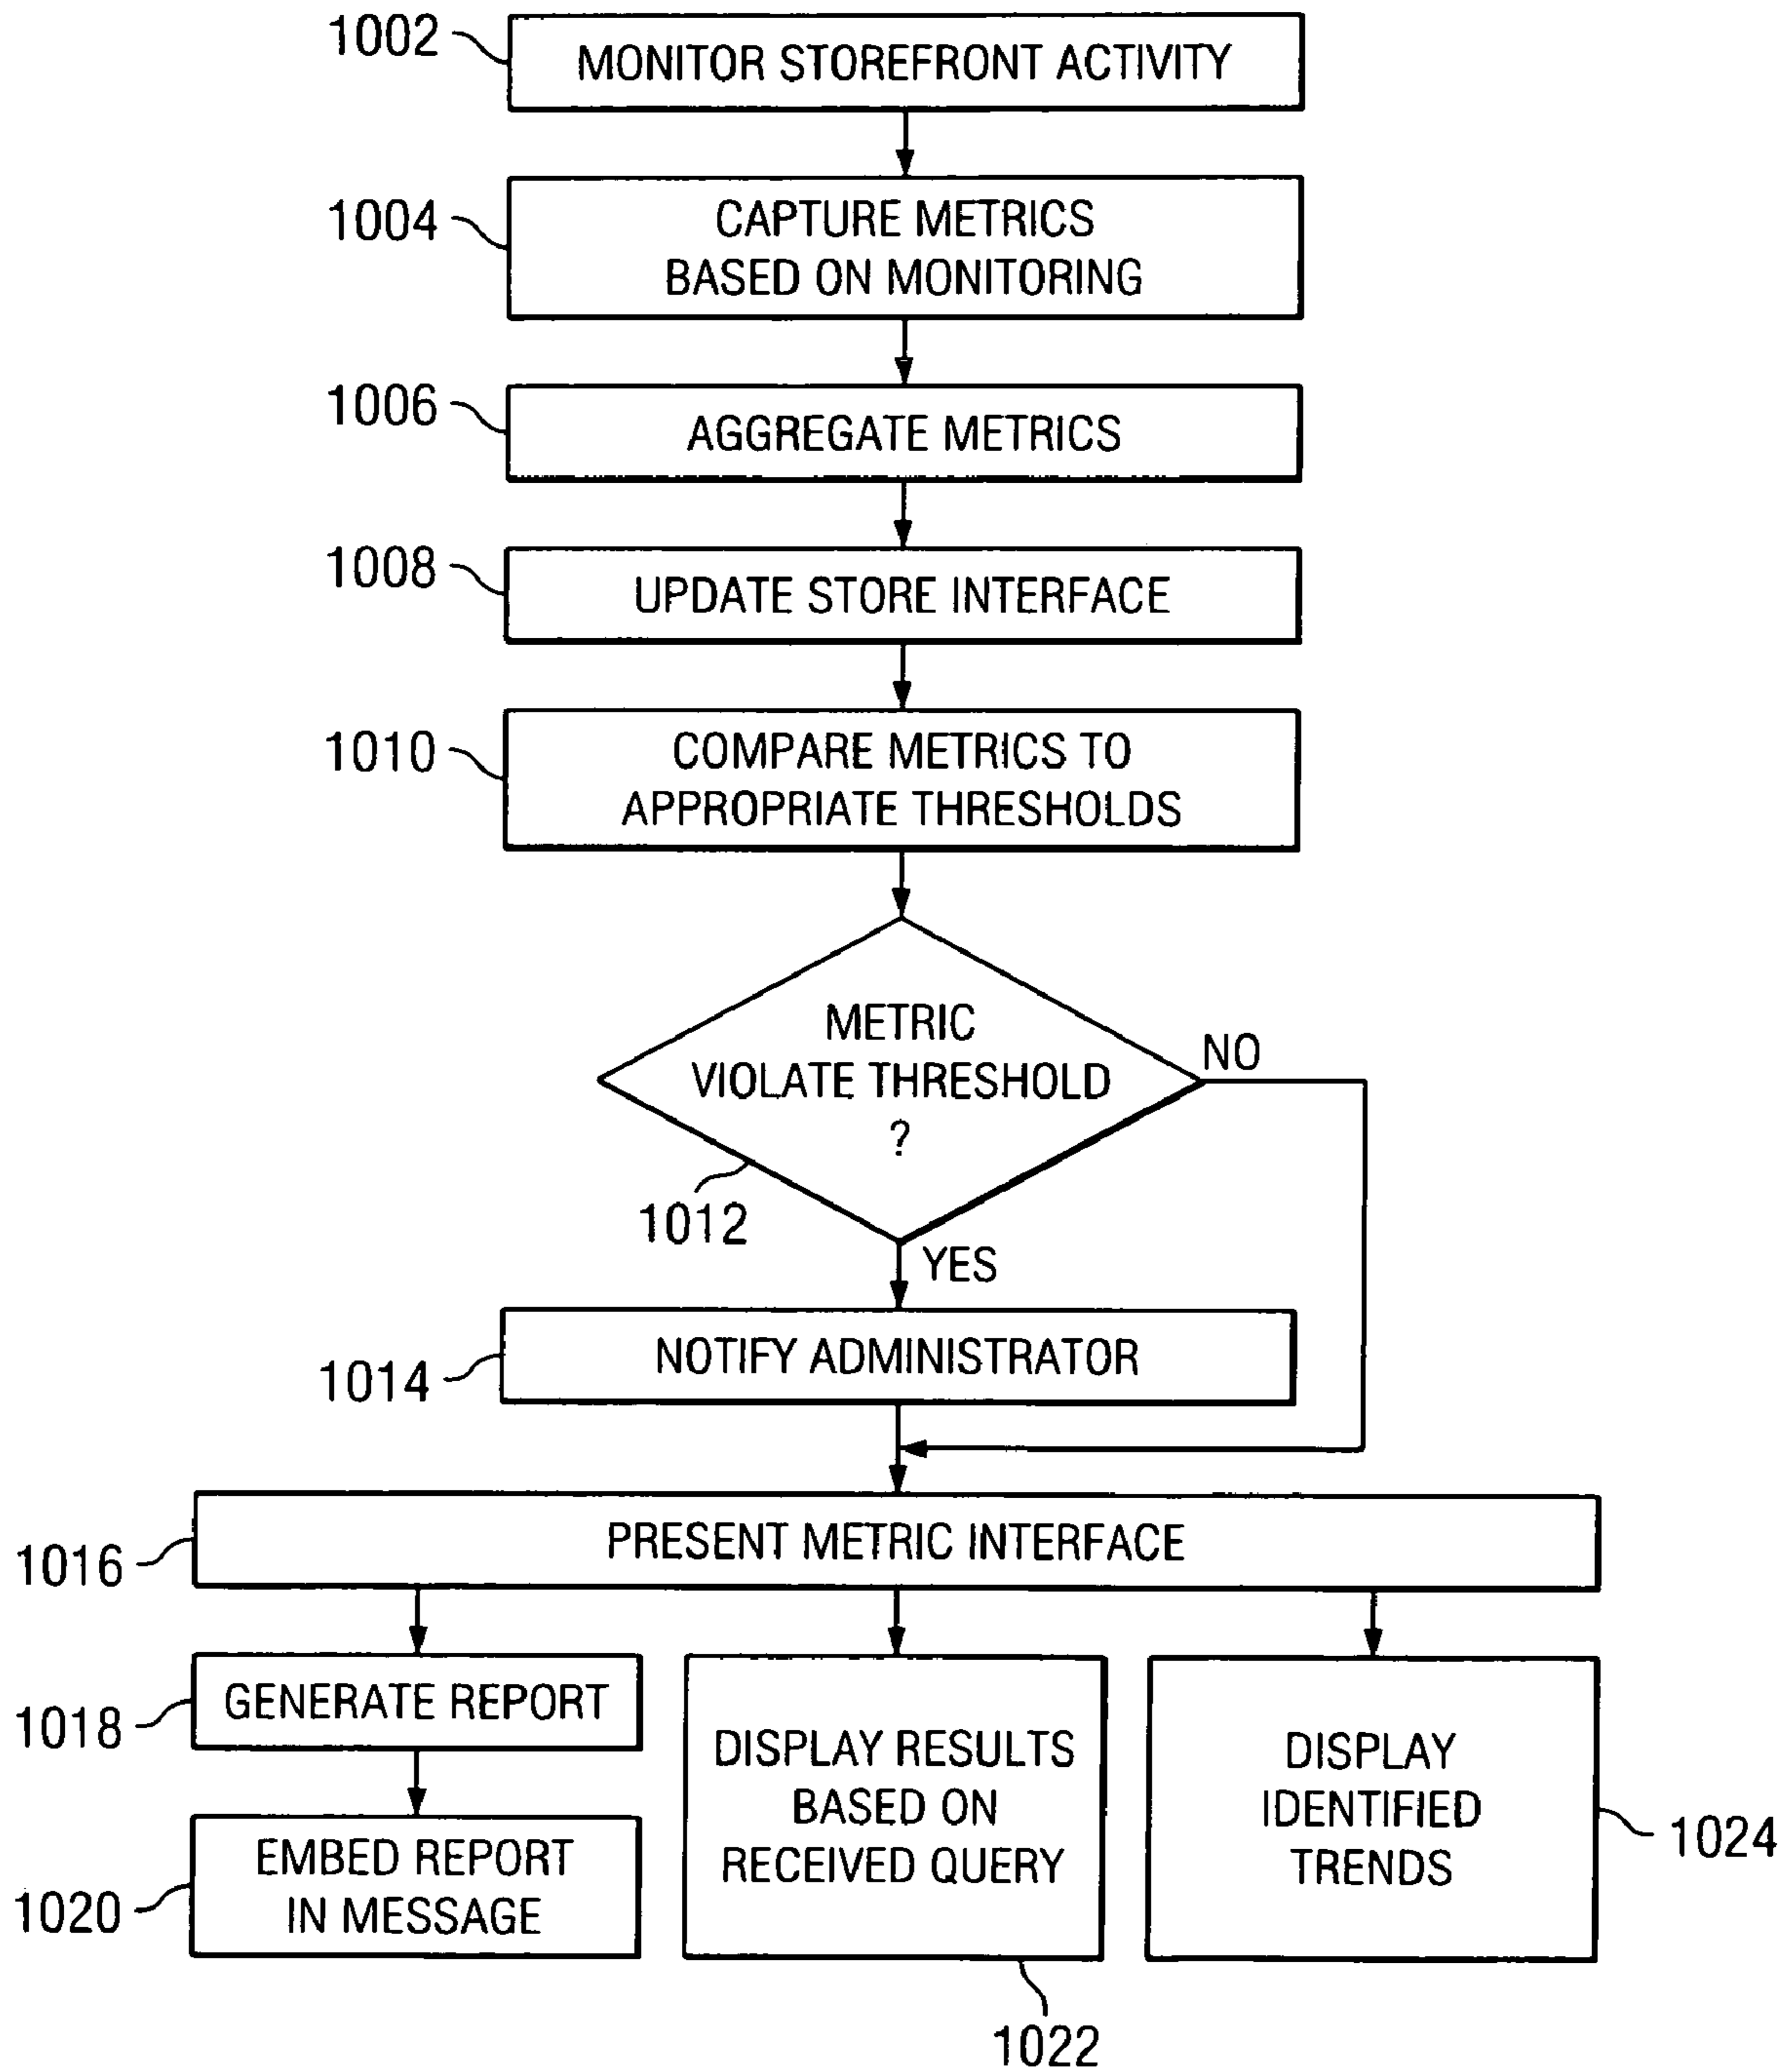 1002
MONITOR STOREFRONT ACTIVITY
1004
CAPTURE METRICS
BASED ON MONITORING
1006
AGGREGATE METRICS
1008
UPDATE STORE INTERFACE
1010
COMPARE METRICS TO
APPROPRIATE THRESHOLDS
METRIC
VIOLATE THRESHOLD
?
NO
1012
YES
1014
NOTIFY ADMINISTRATOR
1016
PRESENT METRIC INTERFACE
1018
GENERATE REPORT
1020
EMBED REPORT
IN MESSAGE
DISPLAY RESULTS
BASED ON
RECEIVED QUERY
1022
DISPLAY
IDENTIFIED
TRENDS
1024